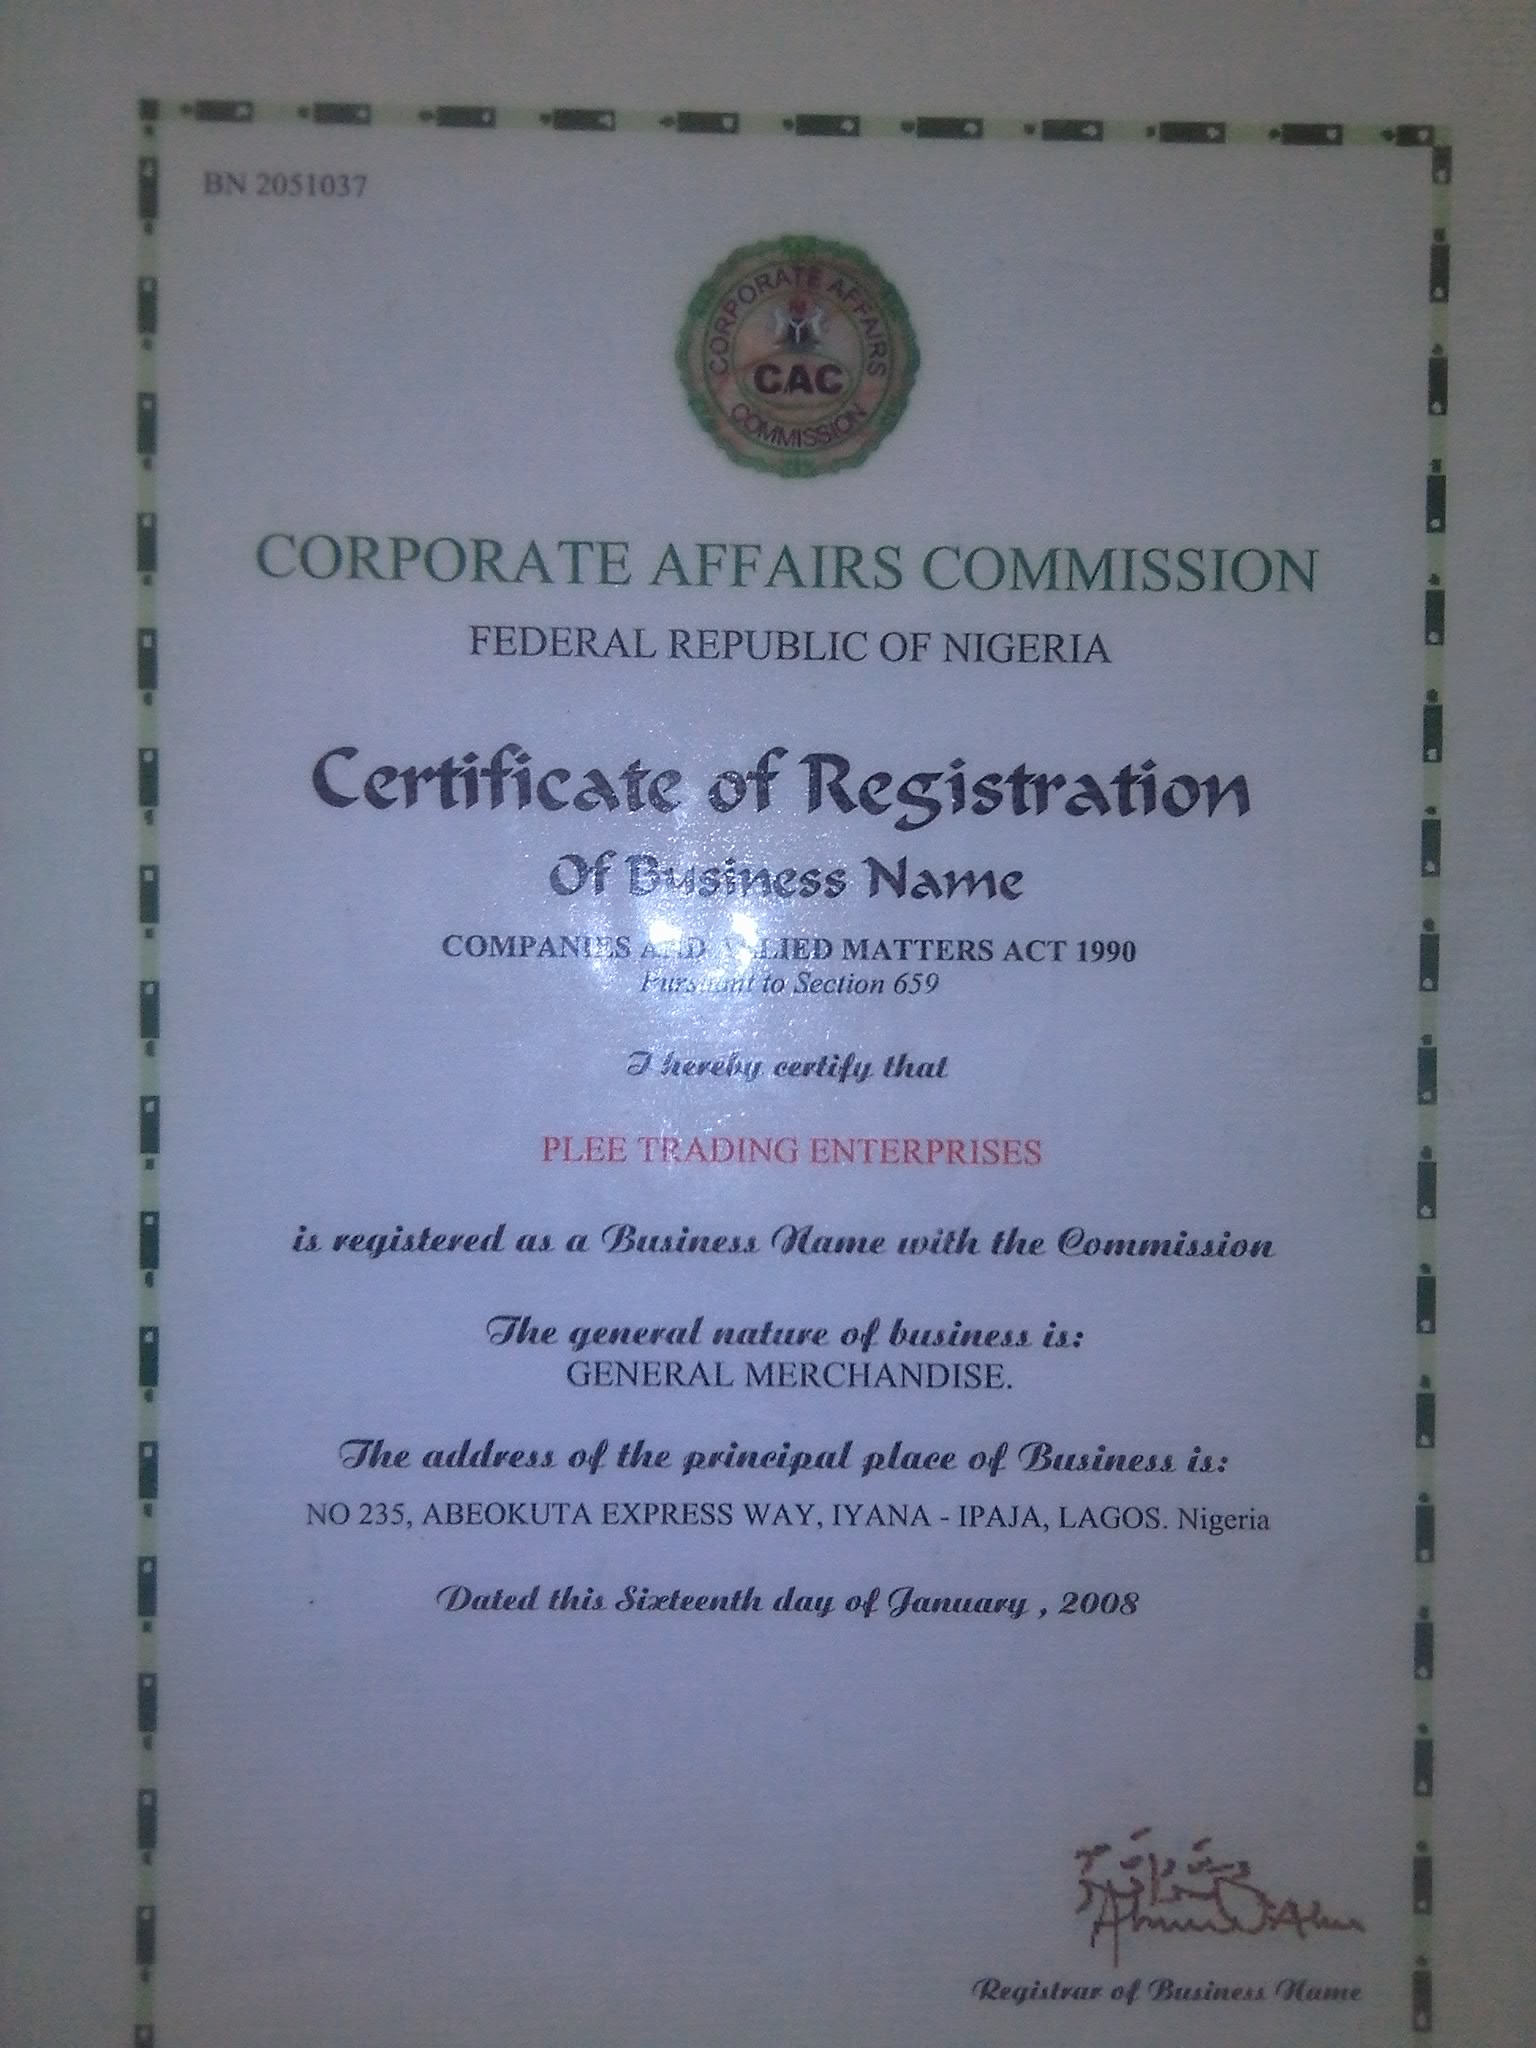 BN 2051037
CORPORATE AFFAIRS
CAC
COMMISSION
CORPORATE AFFAIRS COMMISSION
FEDERAL REPUBLIC OF NIGERIA
Certificate of Registration
Of Business Name
COMPANIES AND ALLIED MATTERS ACT 1990
Pursuant to Section 659
I hereby certify that
PLEE TRADING ENTERPRISES
is registered as a Business Name with the Commission
The general nature of business is:
GENERAL MERCHANDISE.
The address of the principal place of Business is:
NO 235, ABEOKUTA EXPRESS WAY, IYANA - IPAJA, LAGOS. Nigeria
Dated this Sixteenth day of January , 2008
Registrar of Business Name